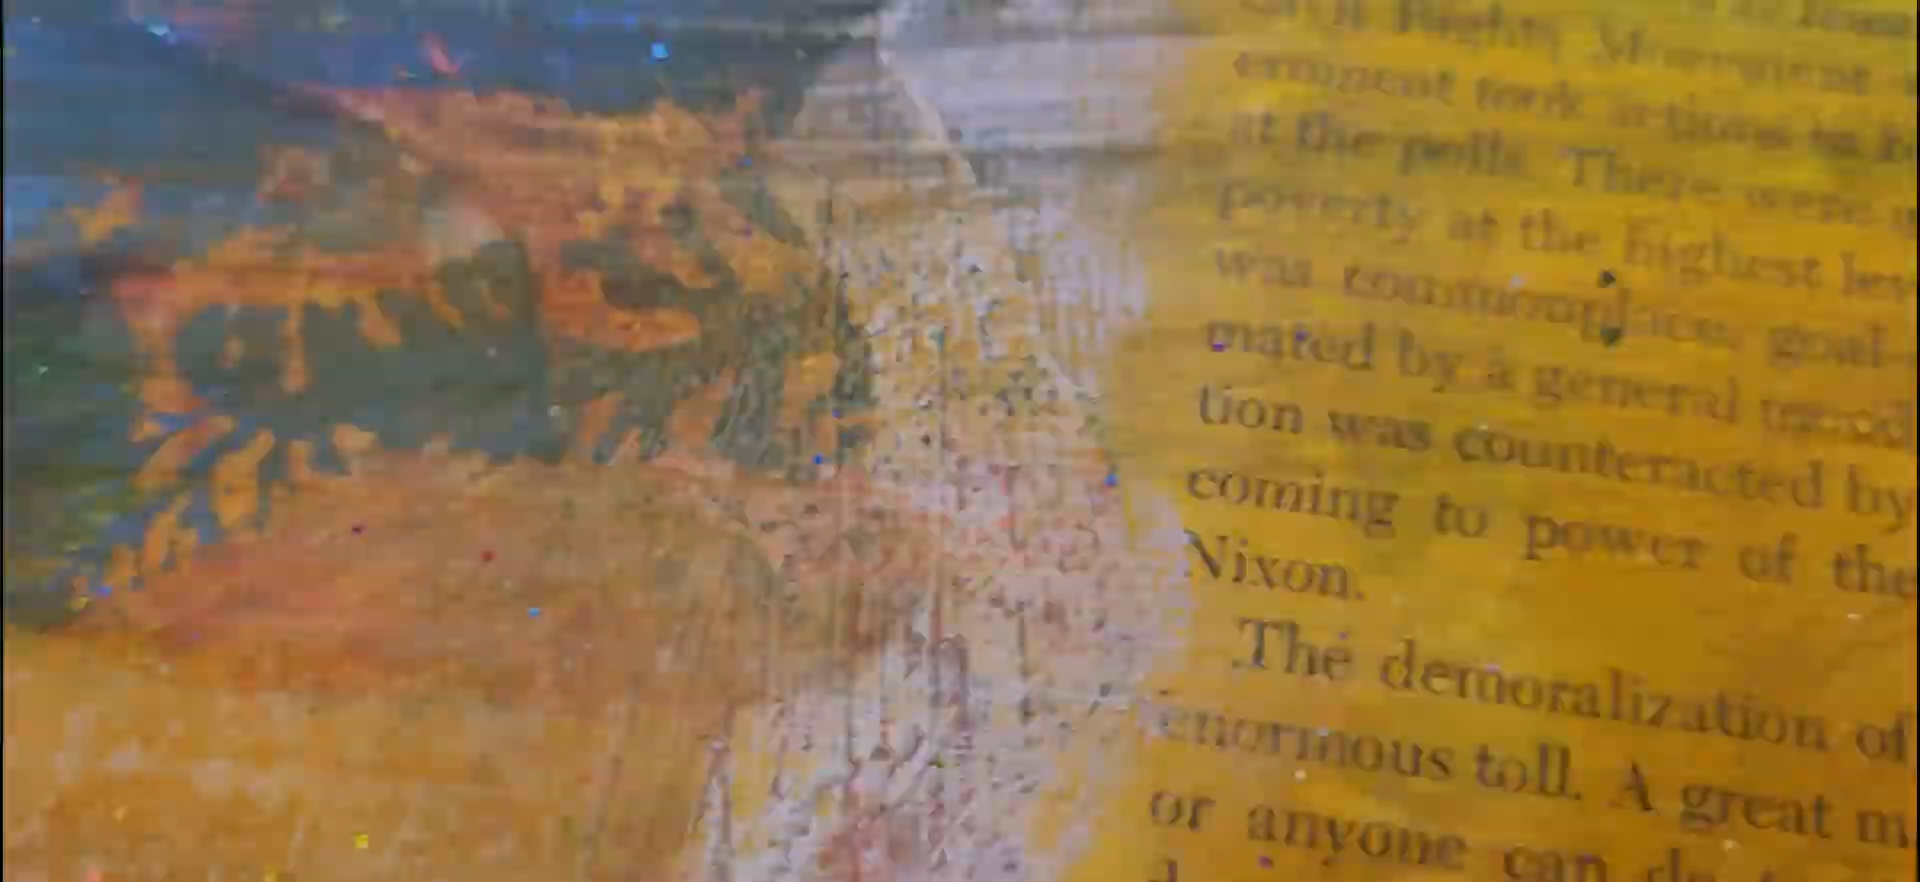 Rights Movement
ernment took actions to
at the polls. There were
poverty at the highest lev
was commonplace, goal-
mated by a general
tion was counteracted by
coming to power of the
Nixon.
The demoralization of
enormous toll. A great m
or anyone can do